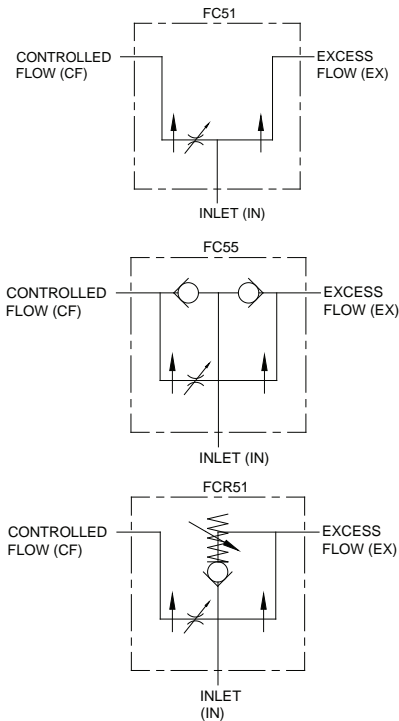 FC51
CONTROLLED
FLOW (CF)
EXCESS
FLOW (EX)
INLET (IN)
FC55
CONTROLLED
FLOW (CF)
EXCESS
FLOW (EX)
INLET (IN)
FCR51
CONTROLLED
FLOW (CF)
EXCESS
FLOW (EX)
INLET
(IN)